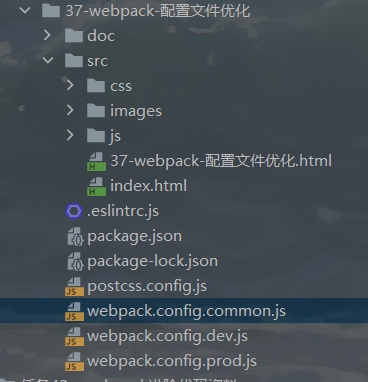 37-webpack-配置文件优化
doc
src
css
images
js
37-webpack-配置文件优化.html
index.html
.eslintrc.js
package.json
package-lock.json
postcss.config.js
webpack.config.common.js
webpack.config.dev.js
webpack.config.prod.js